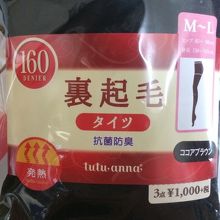 160
DENIER
裏起毛
タイツ
抗菌防臭
発熱
tutu anna
M~L
ココアブラウン
3点¥1,000+税